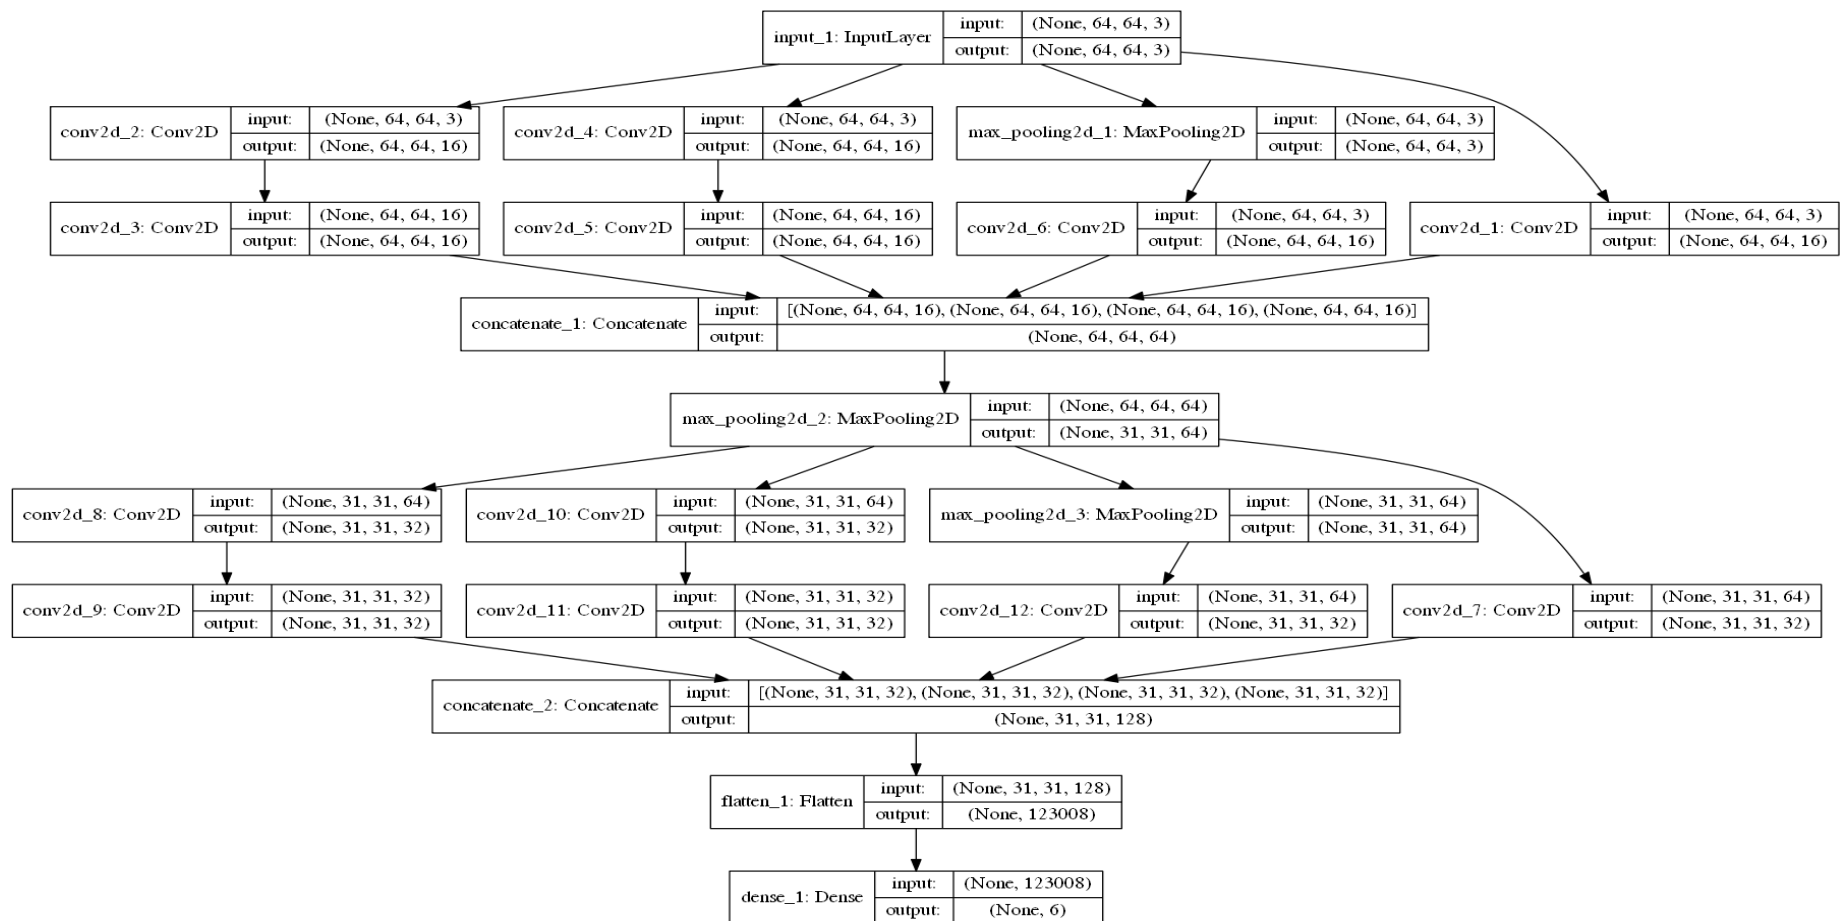 input_1: InputLayer
input: (None, 64, 64, 3)
output: (None, 64, 64, 3)
conv2d_2: Conv2D
input: (None, 64, 64, 3)
output: (None, 64, 64, 16)
conv2d_4: Conv2D
input: (None, 64, 64, 3)
output: (None, 64, 64, 16)
max_pooling2d_1: MaxPooling2D
input: (None, 64, 64, 3)
output: (None, 64, 64, 3)
conv2d_3: Conv2D
input: (None, 64, 64, 16)
output: (None, 64, 64, 16)
conv2d_5: Conv2D
input: (None, 64, 64, 16)
output: (None, 64, 64, 16)
conv2d_6: Conv2D
input: (None, 64, 64, 3)
output: (None, 64, 64, 16)
conv2d_1: Conv2D
input: (None, 64, 64, 3)
output: (None, 64, 64, 16)
concatenate_1: Concatenate
input: [(None, 64, 64, 16), (None, 64, 64, 16), (None, 64, 64, 16), (None, 64, 64, 16)]
output: (None, 64, 64, 64)
max_pooling2d_2: MaxPooling2D
input: (None, 64, 64, 64)
output: (None, 31, 31, 64)
conv2d_8: Conv2D
input: (None, 31, 31, 64)
output: (None, 31, 31, 32)
conv2d_10: Conv2D
input: (None, 31, 31, 64)
output: (None, 31, 31, 32)
max_pooling2d_3: MaxPooling2D
input: (None, 31, 31, 64)
output: (None, 31, 31, 64)
conv2d_9: Conv2D
input: (None, 31, 31, 32)
output: (None, 31, 31, 32)
conv2d_11: Conv2D
input: (None, 31, 31, 32)
output: (None, 31, 31, 32)
conv2d_12: Conv2D
input: (None, 31, 31, 64)
output: (None, 31, 31, 32)
conv2d_7: Conv2D
input: (None, 31, 31, 64)
output: (None, 31, 31, 32)
concatenate_2: Concatenate
input: [(None, 31, 31, 32), (None, 31, 31, 32), (None, 31, 31, 32), (None, 31, 31, 32)]
output: (None, 31, 31, 128)
flatten_1: Flatten
input: (None, 31, 31, 128)
output: (None, 123008)
dense_1: Dense
input: (None, 123008)
output: (None, 6)